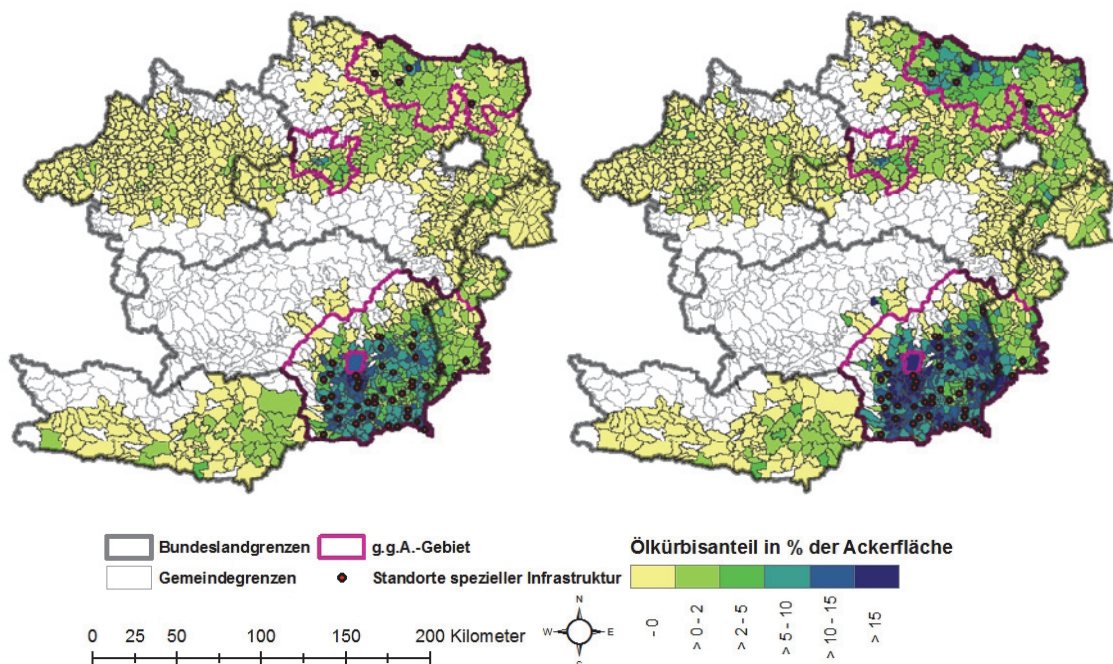 Bundeslandgrenzen
g.g.A.-Gebiet
Gemeindegrenzen
Standorte spezieller Infrastruktur
Ölkürbisanteil in % der Ackerfläche
- 0
> 0 - 2
> 2 - 5
> 5 - 10
> 10 - 15
> 15
0 25 50 100 150 200 Kilometer
N
W E
S